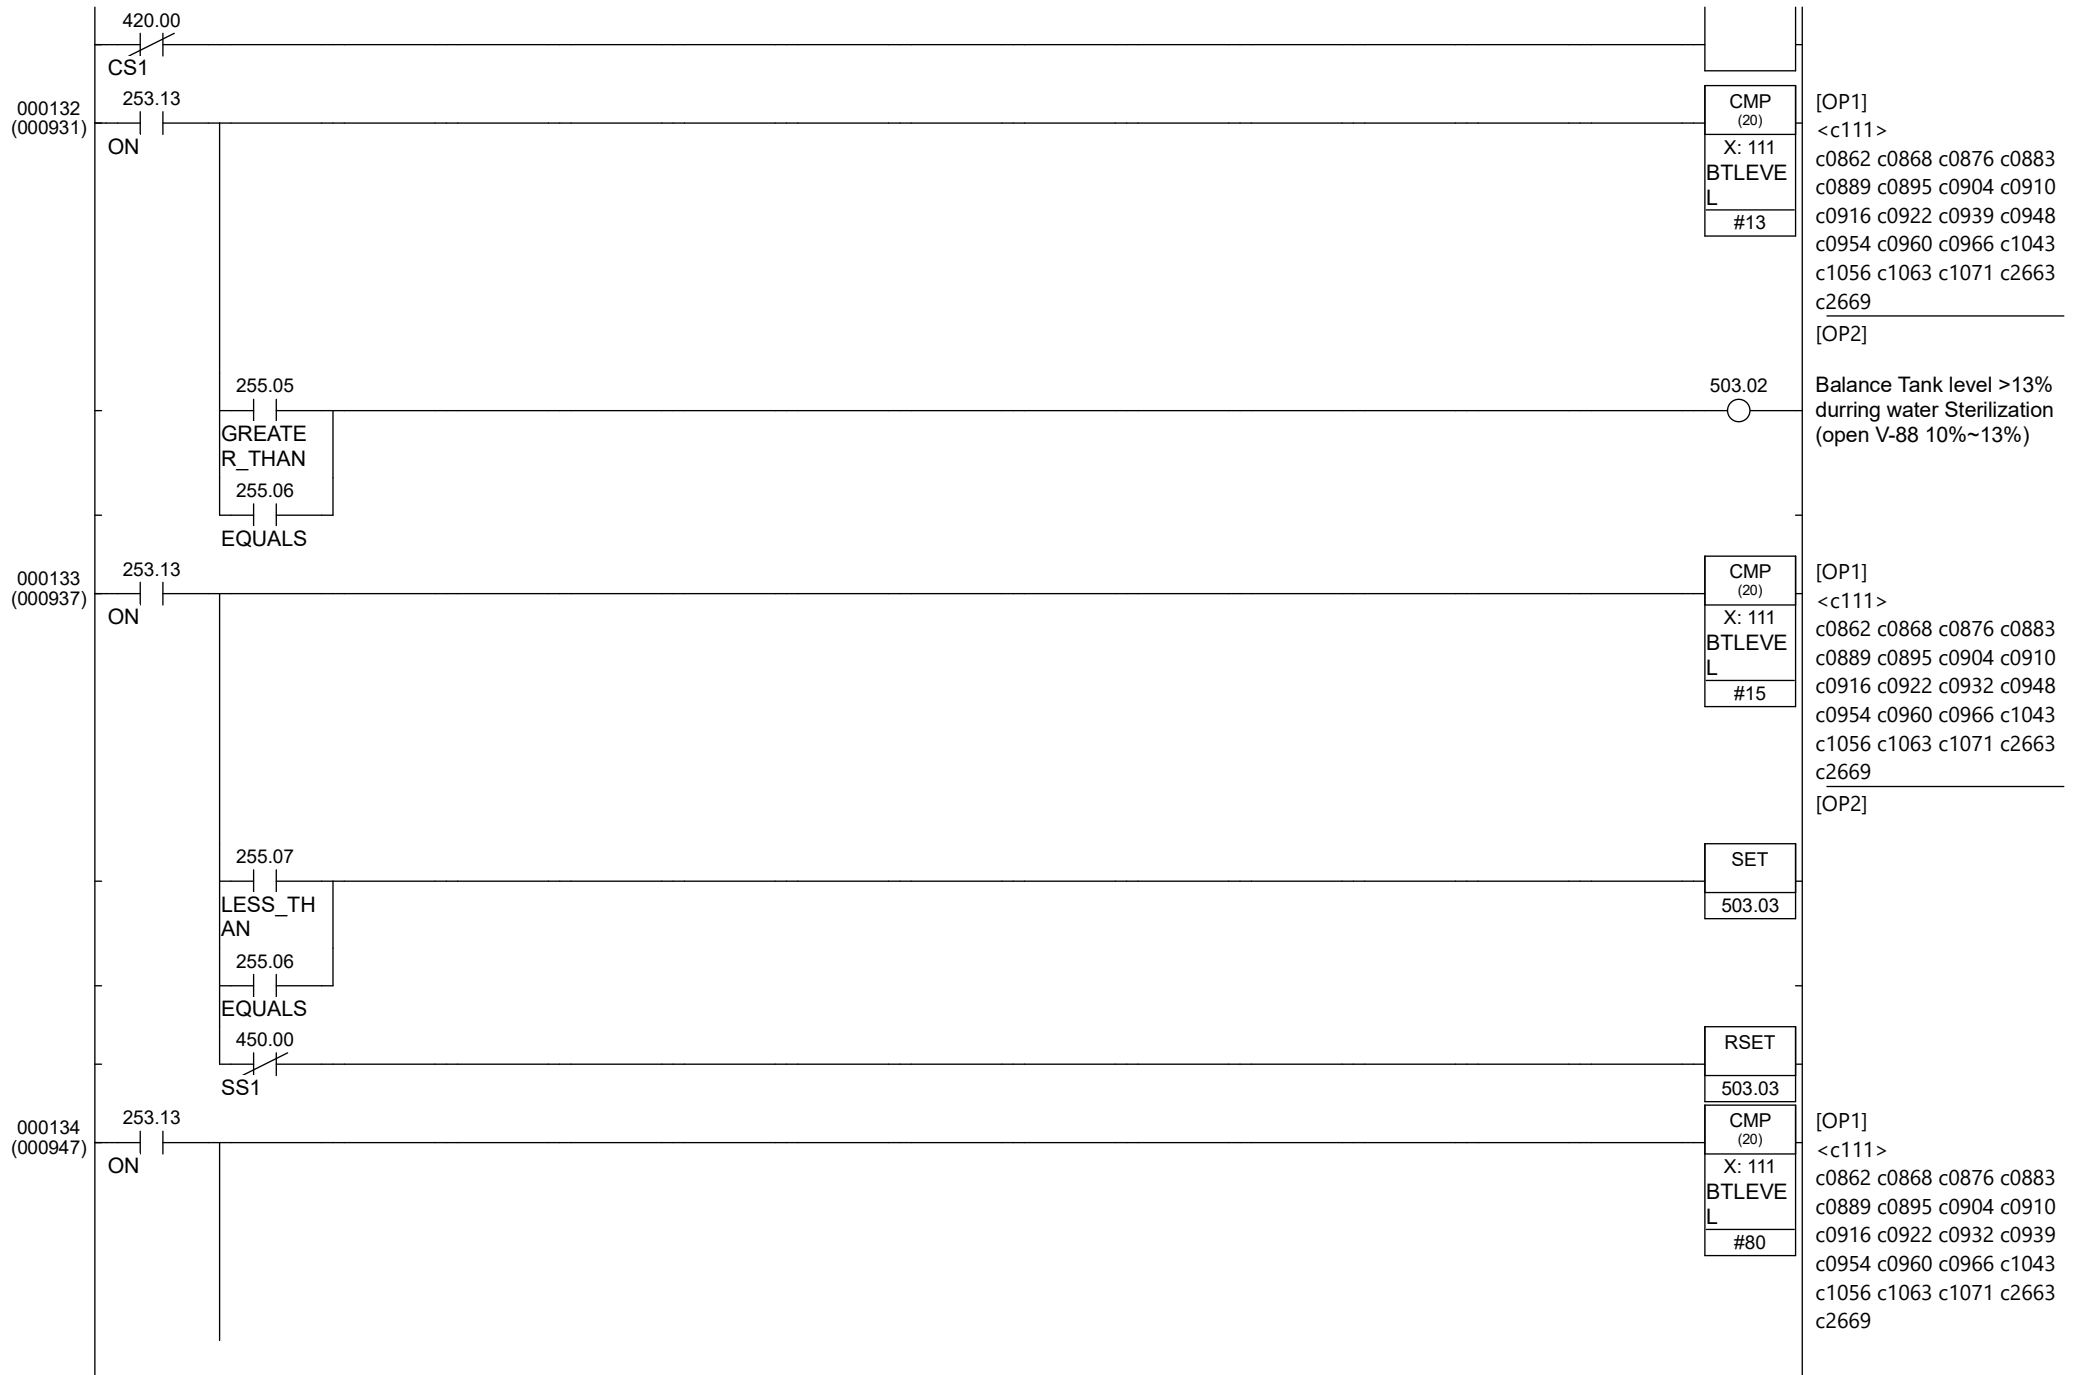 420.00
CS1
000132
(000931)
253.13
ON
CMP
(20)
X: 111
BTLEVE
L
#13
[OP1]
<c111>
c0862 c0868 c0876 c0883
c0889 c0895 c0904 c0910
c0916 c0922 c0939 c0948
c0954 c0960 c0966 c1043
c1056 c1063 c1071 c2663
c2669
[OP2]
255.05
GREATE
R_THAN
503.02
Balance Tank level >13%
durring water Sterilization
(open V-88 10%~13%)
255.06
EQUALS
000133
(000937)
253.13
ON
CMP
(20)
X: 111
BTLEVE
L
#15
[OP1]
<c111>
c0862 c0868 c0876 c0883
c0889 c0895 c0904 c0910
c0916 c0922 c0932 c0948
c0954 c0960 c0966 c1043
c1056 c1063 c1071 c2663
c2669
[OP2]
255.07
LESS_TH
AN
SET
503.03
255.06
EQUALS
450.00
SS1
RSET
503.03
000134
(000947)
253.13
ON
CMP
(20)
X: 111
BTLEVE
L
#80
[OP1]
<c111>
c0862 c0868 c0876 c0883
c0889 c0895 c0904 c0910
c0916 c0922 c0932 c0939
c0954 c0960 c0966 c1043
c1056 c1063 c1071 c2663
c2669